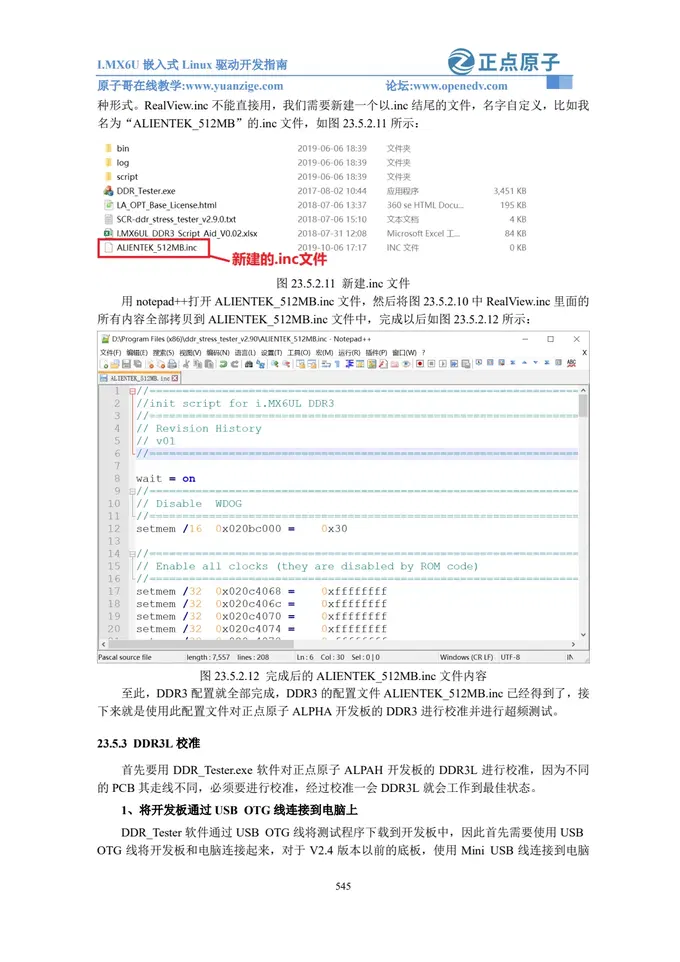 I.MX6U 嵌入式 Linux 驱动开发指南
正点原子
原子哥在线教学:www.yuanzige.com 论坛:www.openedv.com
种形式。RealView.inc 不能直接用，我们需要新建一个以.inc 结尾的文件，名字自定义，比如我
名为“ALIENTEK_512MB”的.inc 文件，如图 23.5.2.11 所示：
bin 2019-06-06 18:39 文件夹
log 2019-06-06 18:39 文件夹
script 2019-06-06 18:39 文件夹
DDR_Tester.exe 2017-08-02 10:44 应用程序 3,451 KB
LA_OPT_Base_License.html 2018-07-06 13:37 360 se HTML Docu... 195 KB
SCR-ddr_stress_tester_v2.9.0.txt 2018-07-06 15:10 文本文档 4 KB
I.MX6UL_DDR3_Script_Aid_V0.02.xlsx 2018-07-31 12:08 Microsoft Excel 工... 84 KB
ALIENTEK_512MB.inc 2019-10-06 17:17 INC 文件 0 KB
新建的.inc文件
图 23.5.2.11 新建.inc 文件
用 notepad++打开 ALIENTEK_512MB.inc 文件，然后将图 23.5.2.10 中 RealView.inc 里面的
所有内容全部拷贝到 ALIENTEK_512MB.inc 文件中，完成以后如图 23.5.2.12 所示：
D:\Program Files (x86)\ddr_stress_tester_v2.90\ALIENTEK_512MB.inc - Notepad++
文件(F) 编辑(E) 搜索(S) 视图(V) 编码(N) 语言(L) 设置(T) 工具(O) 宏(M) 运行(R) 插件(P) 窗口(W) ? X
ALIENTEK_512MB.inc
1 //================================================
2 //init script for i.MX6UL DDR3
3 //================================================
4 // Revision History
5 // v01
6 //================================================
7
8 wait = on
9 //================================================
10 // Disable WDOG
11 //================================================
12 setmem /16 0x020bc000 = 0x30
13
14 //================================================
15 // Enable all clocks (they are disabled by ROM code)
16 //================================================
17 setmem /32 0x020c4068 = 0xffffffff
18 setmem /32 0x020c406c = 0xffffffff
19 setmem /32 0x020c4070 = 0xffffffff
20 setmem /32 0x020c4074 = 0xffffffff
Pascal source file length : 7,557 lines : 208 Ln : 6 Col : 30 Sel : 0 | 0 Windows (CR LF) UTF-8 IN
图 23.5.2.12 完成后的 ALIENTEK_512MB.inc 文件内容
至此，DDR3 配置就全部完成，DDR3 的配置文件 ALIENTEK_512MB.inc 已经得到了，接
下来就是使用此配置文件对正点原子 ALPHA 开发板的 DDR3 进行校准并进行超频测试。
23.5.3 DDR3L 校准
首先要用 DDR_Tester.exe 软件对正点原子 ALPAH 开发板的 DDR3L 进行校准，因为不同
的 PCB 其走线不同，必须要进行校准，经过校准一会 DDR3L 就会工作到最佳状态。
1、将开发板通过 USB OTG 线连接到电脑上
DDR_Tester 软件通过 USB OTG 线将测试程序下载到开发板中，因此首先需要使用 USB
OTG 线将开发板和电脑连接起来，对于 V2.4 版本以前的底板，使用 Mini USB 线连接到电脑
545